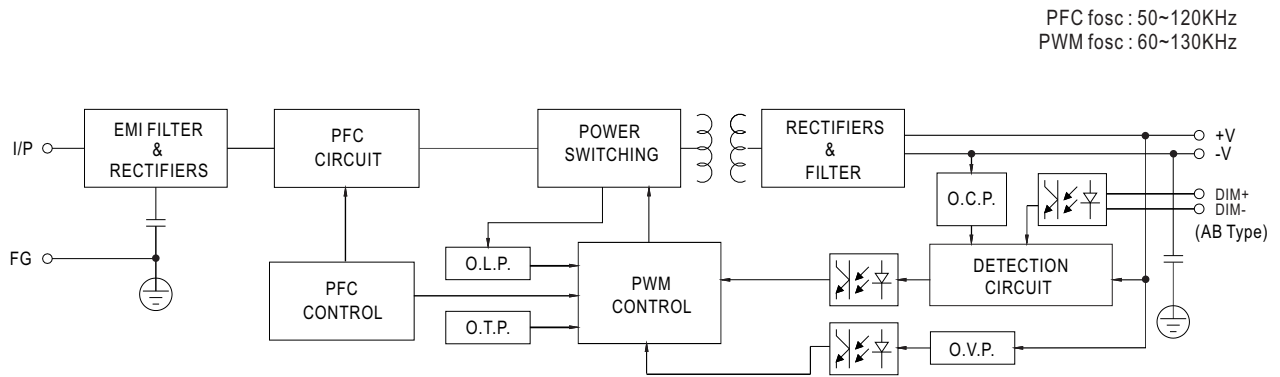 PFC fosc : 50~120KHz
PWM fosc : 60~130KHz
I/P
EMI FILTER
&
RECTIFIERS
PFC
CIRCUIT
POWER
SWITCHING
RECTIFIERS
&
FILTER
+V
-V
O.C.P.
DIM+
DIM-
(AB Type)
FG
O.L.P.
PFC
CONTROL
PWM
CONTROL
DETECTION
CIRCUIT
O.T.P.
O.V.P.